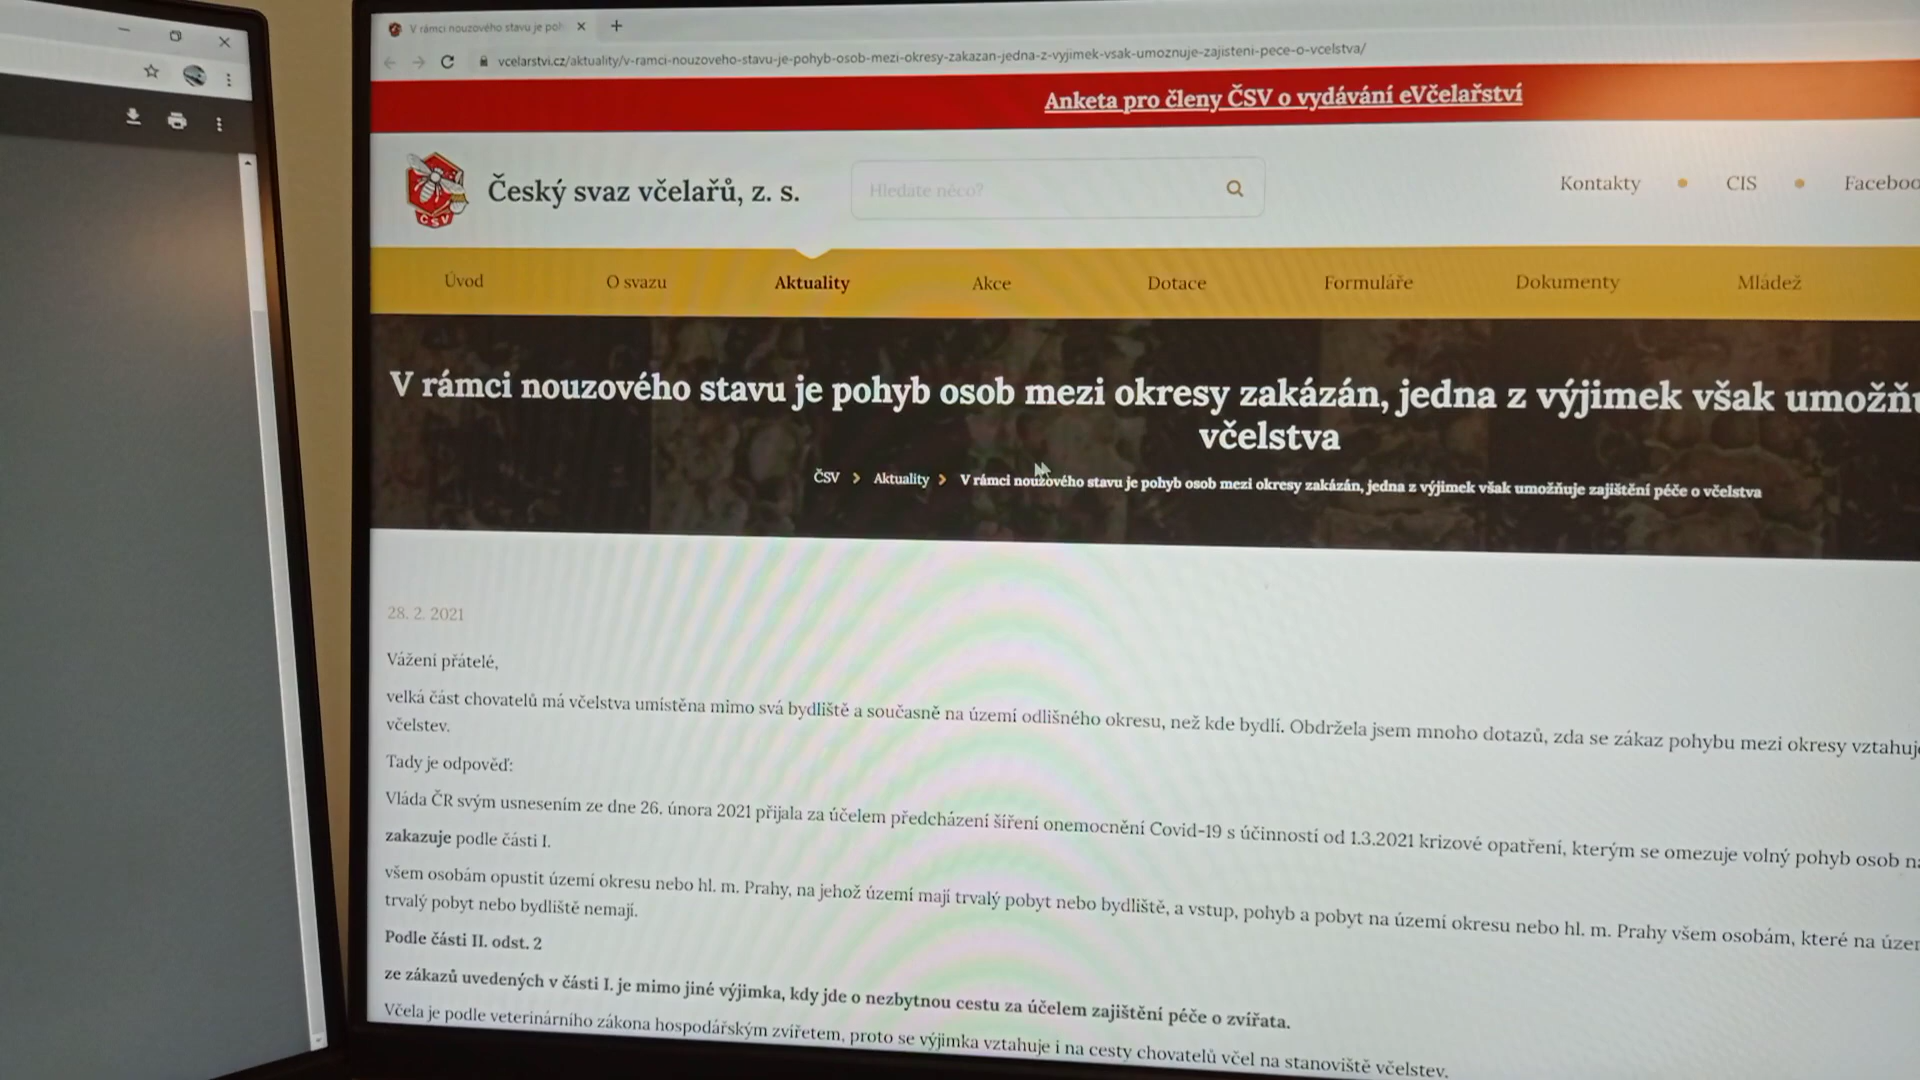 V rámci nouzového stavu je pol
vcelarstvi.cz/aktuality/v-ramci-nouzoveho-stavu-je-pohyb-osob-mezi-okresy-zakazan-jedna-z-vyjimek-vsak-umoznuje-zajisteni-pece-o-vcelstva/
Anketa pro členy ČSV o vydávání eVčelařství
ČSV
Český svaz včelařů, z. s.
Hledáte něco?
Kontakty
CIS
Faceboo
Úvod
O svazu
Aktuality
Akce
Dotace
Formuláře
Dokumenty
Mládež
V rámci nouzového stavu je pohyb osob mezi okresy zakázán, jedna z výjimek však umožňu
včelstva
ČSV > Aktuality > V rámci nouzového stavu je pohyb osob mezi okresy zakázán, jedna z výjimek však umožňuje zajištění péče o včelstva
28. 2. 2021
Vážení přátelé,
velká část chovatelů má včelstva umístěna mimo svá bydliště a současně na území odlišného okresu, než kde bydlí. Obdržela jsem mnoho dotazů, zda se zákaz pohybu mezi okresy vztahuje
včelstev.
Tady je odpověď:
Vláda ČR svým usnesením ze dne 26. února 2021 přijala za účelem předcházení šíření onemocnění Covid-19 s účinností od 1.3.2021 krizové opatření, kterým se omezuje volný pohyb osob na
zakazuje podle části I.
všem osobám opustit území okresu nebo hl. m. Prahy, na jehož území mají trvalý pobyt nebo bydliště, a vstup, pohyb a pobyt na území okresu nebo hl. m. Prahy všem osobám, které na územ
trvalý pobyt nebo bydliště nemají.
Podle části II. odst. 2
ze zákazů uvedených v části I. je mimo jiné výjimka, kdy jde o nezbytnou cestu za účelem zajištění péče o zvířata.
Včela je podle veterinárního zákona hospodářským zvířetem, proto se výjimka vztahuje i na cesty chovatelů včel na stanoviště včelstev.